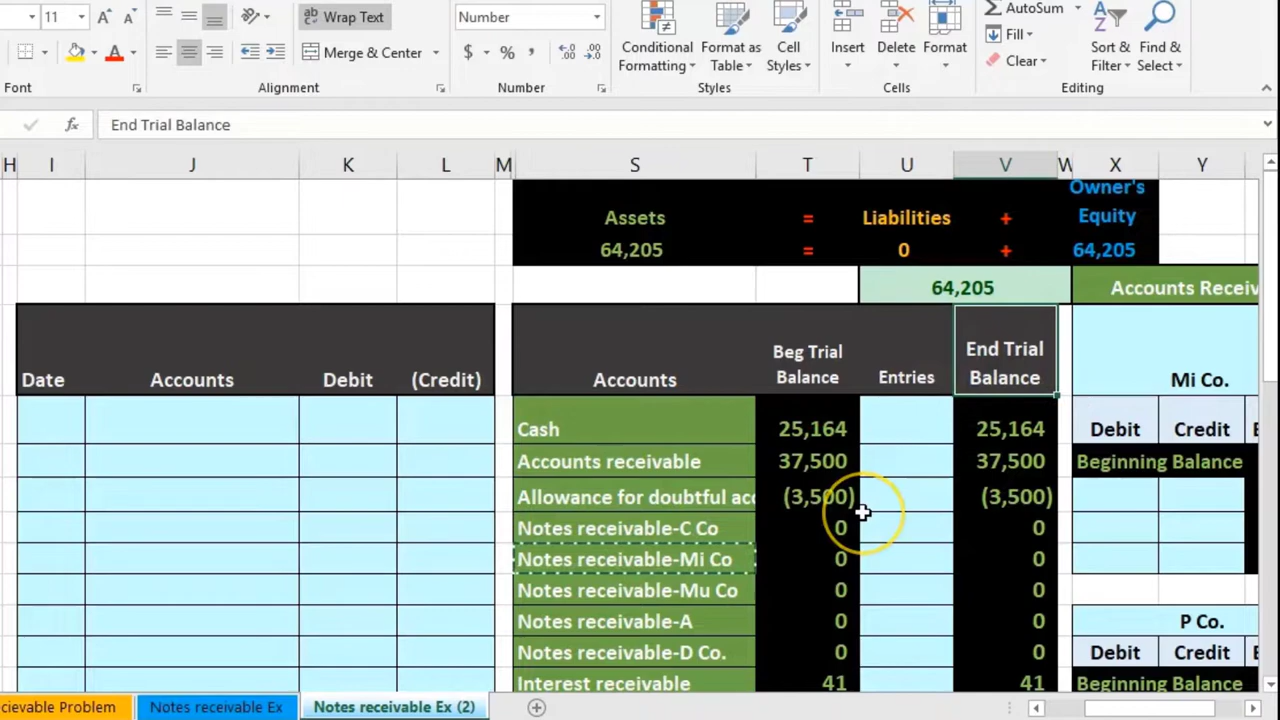 11 A A ab Wrap Text Number AutoSum
Merge & Center $ % , Conditional Formatting Format as Table Cell Styles Insert Delete Format Fill Clear Sort & Filter Find & Select
Font Alignment Number Styles Cells Editing
fx End Trial Balance
H I J K L M S T U V W X Y
Owner's
Assets = Liabilities + Equity
64,205 = 0 + 64,205
64,205 Accounts Receiv
Date Accounts Debit (Credit) Accounts Beg Trial Balance Entries End Trial Balance Mi Co.
Cash 25,164 25,164 Debit Credit
Accounts receivable 37,500 37,500 Beginning Balance
Allowance for doubtful acc (3,500) (3,500)
Notes receivable-C Co 0 0
Notes receivable-Mi Co 0 0
Notes receivable-Mu Co 0 0
Notes receivable-A 0 0 P Co.
Notes receivable-D Co. 0 0 Debit Credit
Interest receivable 41 41 Beginning Balance
cievable Problem Notes receivable Ex Notes receivable Ex (2)